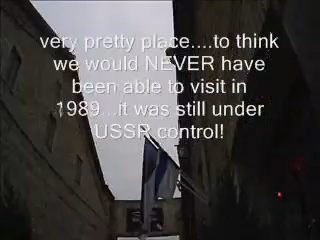 very pretty place....to think
we would NEVER have
been able to visit in
1989...it was still under
USSR control!